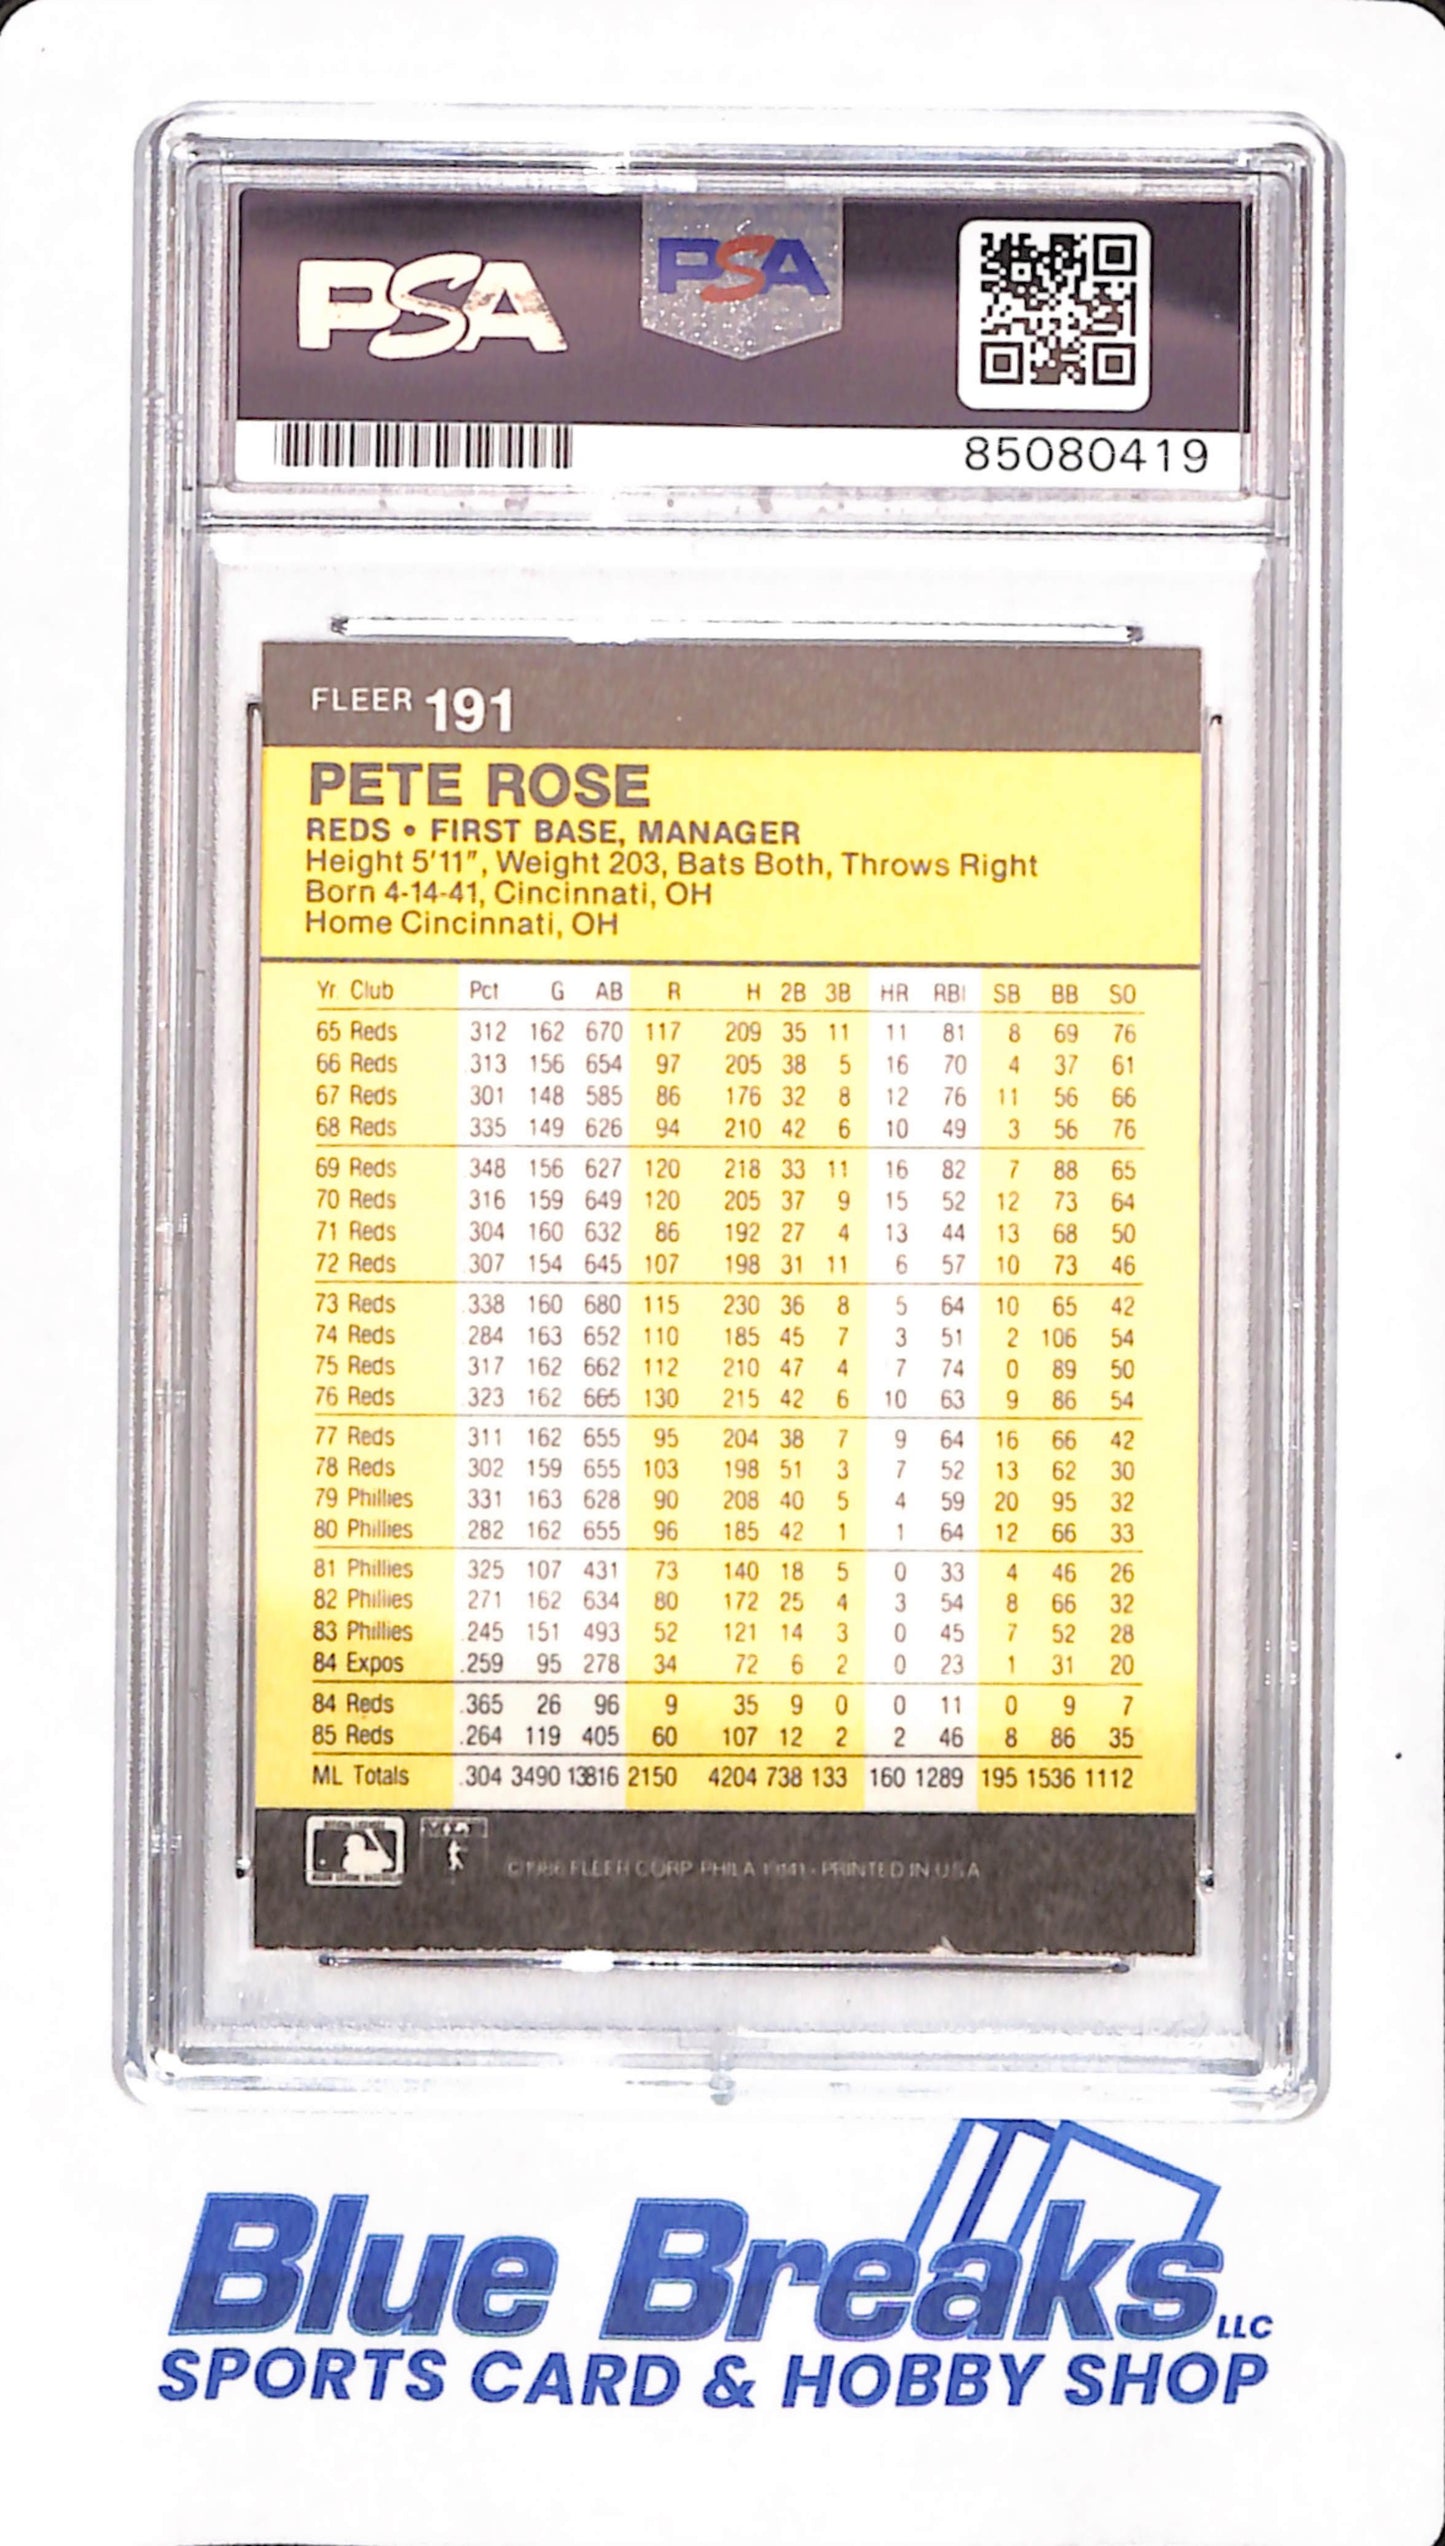 PSA
PSA
85080419
FLEER 191
PETE ROSE
REDS • FIRST BASE, MANAGER
Height 5'11", Weight 203, Bats Both, Throws Right
Born 4-14-41, Cincinnati, OH
Home Cincinnati, OH
Yr. Club Pct G AB R H 2B 3B HR RBI SB BB SO
65 Reds 312 162 670 117 209 35 11 11 81 8 69 76
66 Reds 313 156 654 97 205 38 5 16 70 4 37 61
67 Reds 301 148 585 86 176 32 8 12 76 11 56 66
68 Reds 335 149 626 94 210 42 6 10 49 3 56 76
69 Reds 348 156 627 120 218 33 11 16 82 7 88 65
70 Reds 316 159 649 120 205 37 9 15 52 12 73 64
71 Reds 304 160 632 86 192 27 4 13 44 13 68 50
72 Reds 307 154 645 107 198 31 11 6 57 10 73 46
73 Reds .338 160 680 115 230 36 8 5 64 10 65 42
74 Reds 284 163 652 110 185 45 7 3 51 2 106 54
75 Reds 317 162 662 112 210 47 4 7 74 0 89 50
76 Reds .323 162 665 130 215 42 6 10 63 9 86 54
77 Reds 311 162 655 95 204 38 7 9 64 16 66 42
78 Reds 302 159 655 103 198 51 3 7 52 13 62 30
79 Phillies 331 163 628 90 208 40 5 4 59 20 95 32
80 Phillies 282 162 655 96 185 42 1 1 64 12 66 33
81 Phillies 325 107 431 73 140 18 5 0 33 4 46 26
82 Phillies 271 162 634 80 172 25 4 3 54 8 66 32
83 Phillies .245 151 493 52 121 14 3 0 45 7 52 28
84 Expos .259 95 278 34 72 6 2 0 23 1 31 20
84 Reds .365 26 96 9 35 9 0 0 11 0 9 7
85 Reds .264 119 405 60 107 12 2 2 46 8 86 35
ML Totals .304 3490 13816 2150 4204 738 133 160 1289 195 1536 1112
©1986 FLEER CORP. PHILA 19141 - PRINTED IN U.S.A
Blue Breaks LLC
SPORTS CARD & HOBBY SHOP